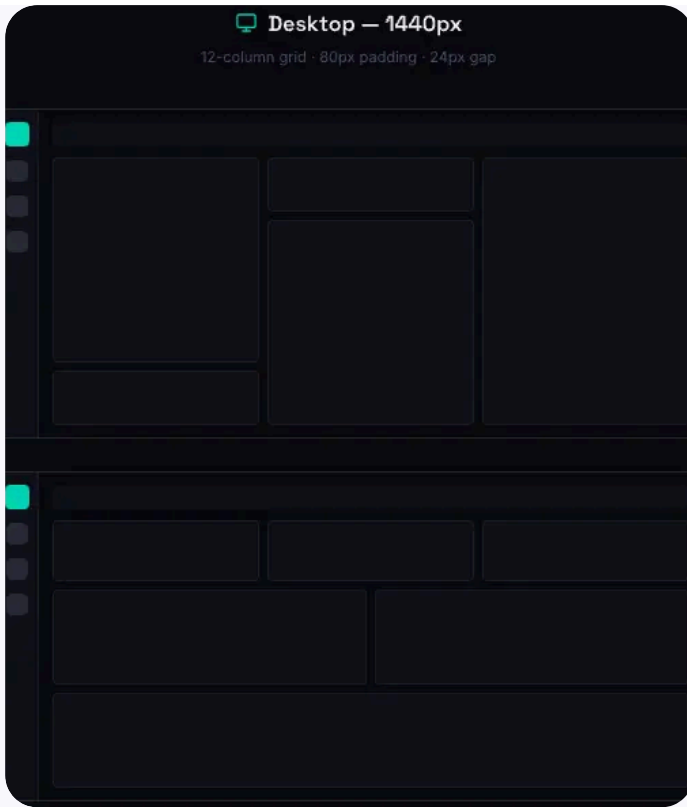 Desktop — 1440px
12-column grid · 80px padding · 24px gap